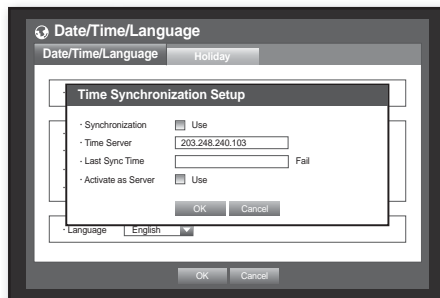 Date/Time/Language
Date/Time/Language Holiday
Time Synchronization Setup
· Synchronization Use
· Time Server 203.248.240.103
· Last Sync Time Fail
· Activate as Server Use
OK Cancel
· Language English
OK Cancel